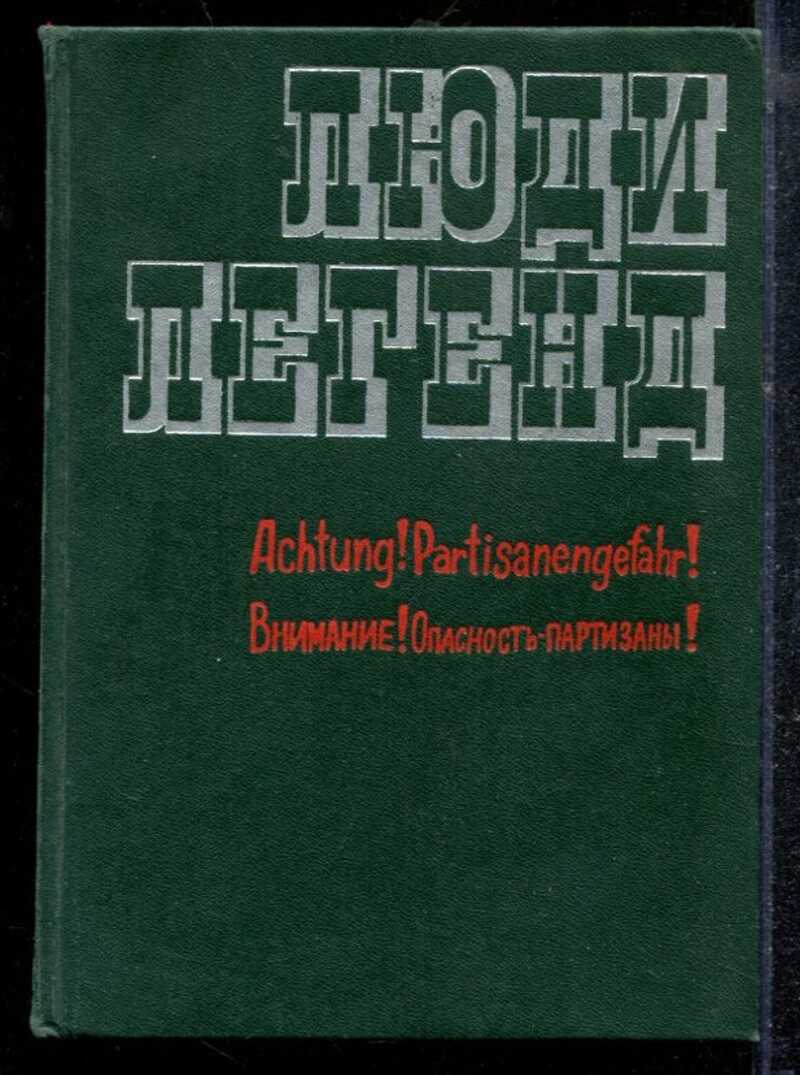 ЛЮДИ
ЛЕГЕНД
Achtung! Partisanengefahr!
Внимание! Опасность-партизаны!